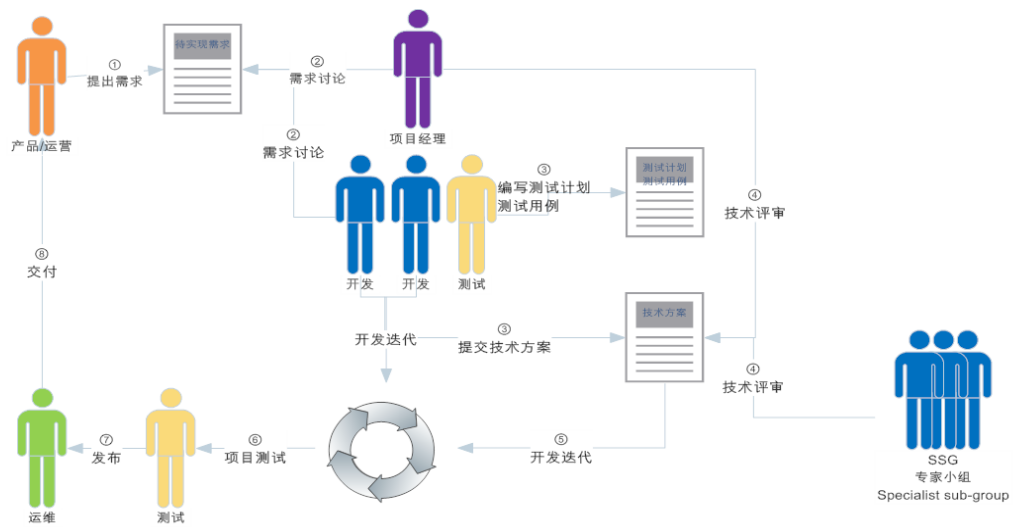 待实现需求
①
提出需求
②
需求讨论
产品/运营
项目经理
②
需求讨论
③
编写测试计划
测试用例
测试计划
测试用例
④
技术评审
开发
开发
测试
⑧
交付
开发迭代
③
提交技术方案
技术方案
④
技术评审
⑤
开发迭代
⑥
项目测试
⑦
发布
运维
测试
SSG
专家小组
Specialist sub-group